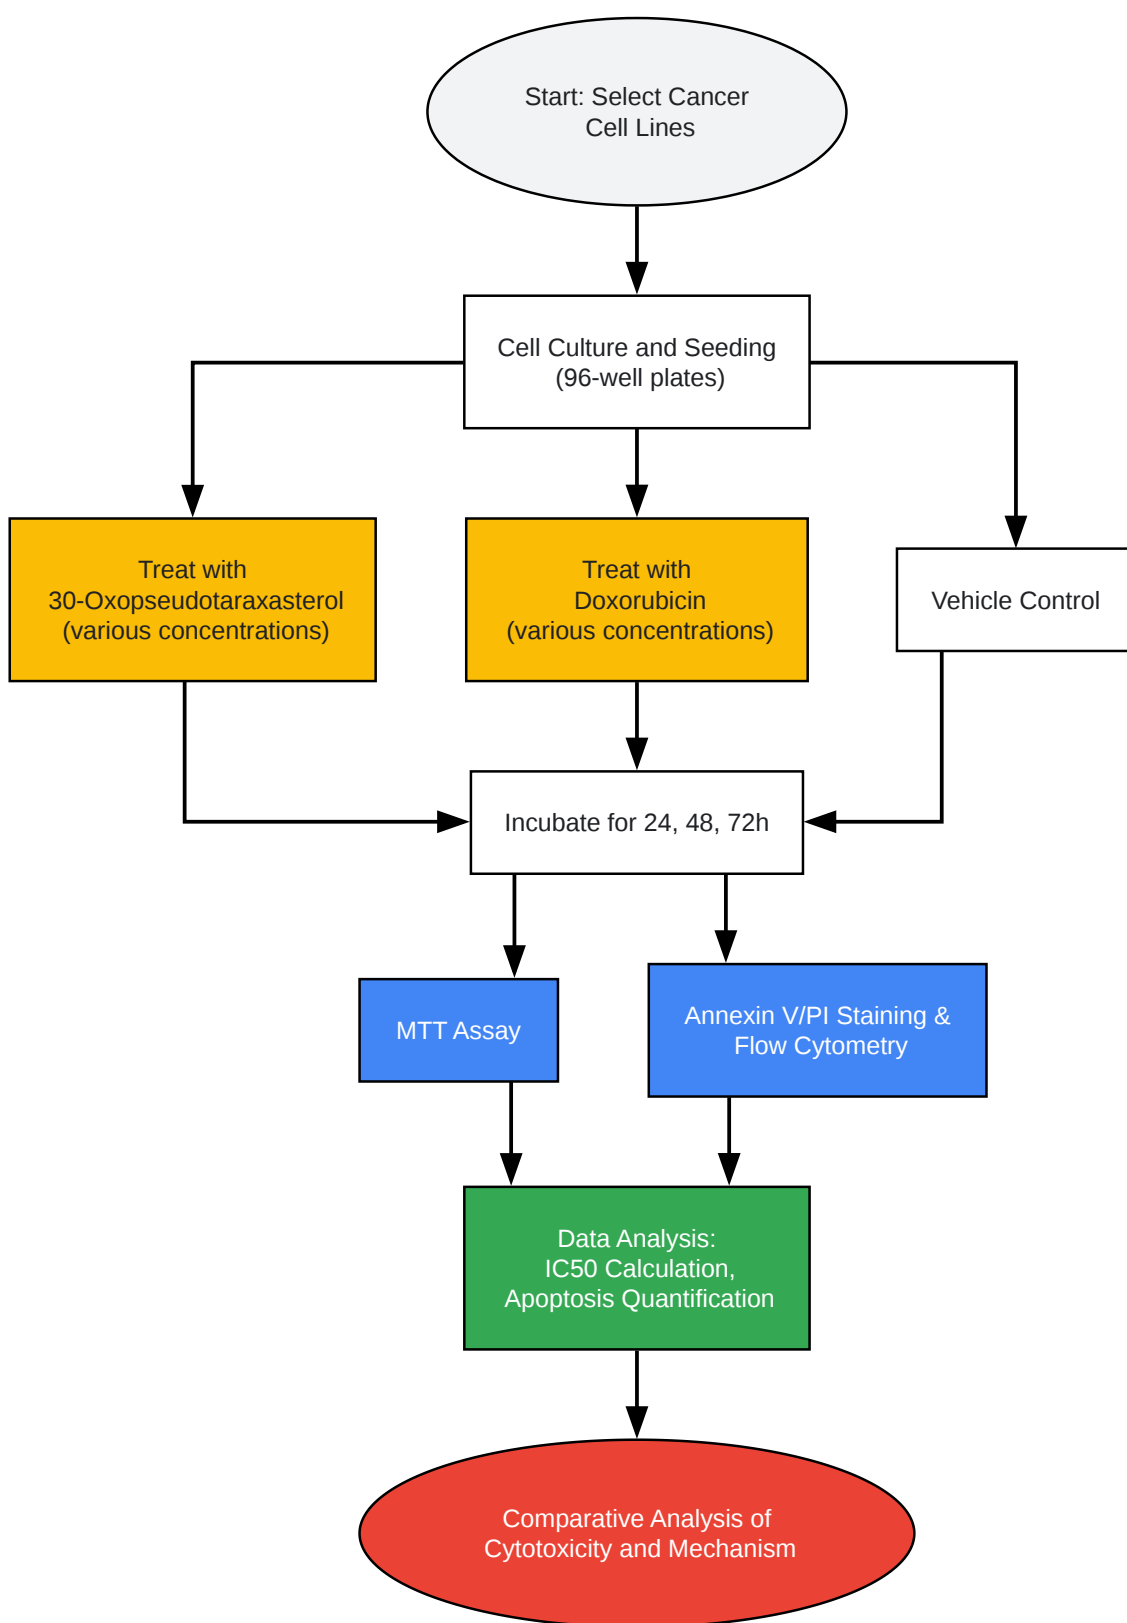 Start: Select Cancer
Cell Lines
Cell Culture and Seeding
(96-well plates)
Treat with
30-Oxopseudotaraxasterol
(various concentrations)
Treat with
Doxorubicin
(various concentrations)
Vehicle Control
Incubate for 24, 48, 72h
MTT Assay
Annexin V/PI Staining &
Flow Cytometry
Data Analysis:
IC50 Calculation,
Apoptosis Quantification
Comparative Analysis of
Cytotoxicity and Mechanism